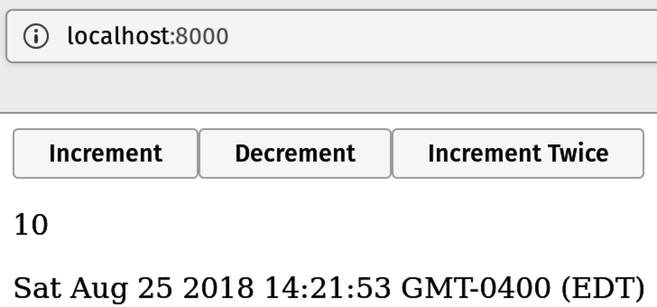 localhost:8000
Increment Decrement Increment Twice
10
Sat Aug 25 2018 14:21:53 GMT-0400 (EDT)